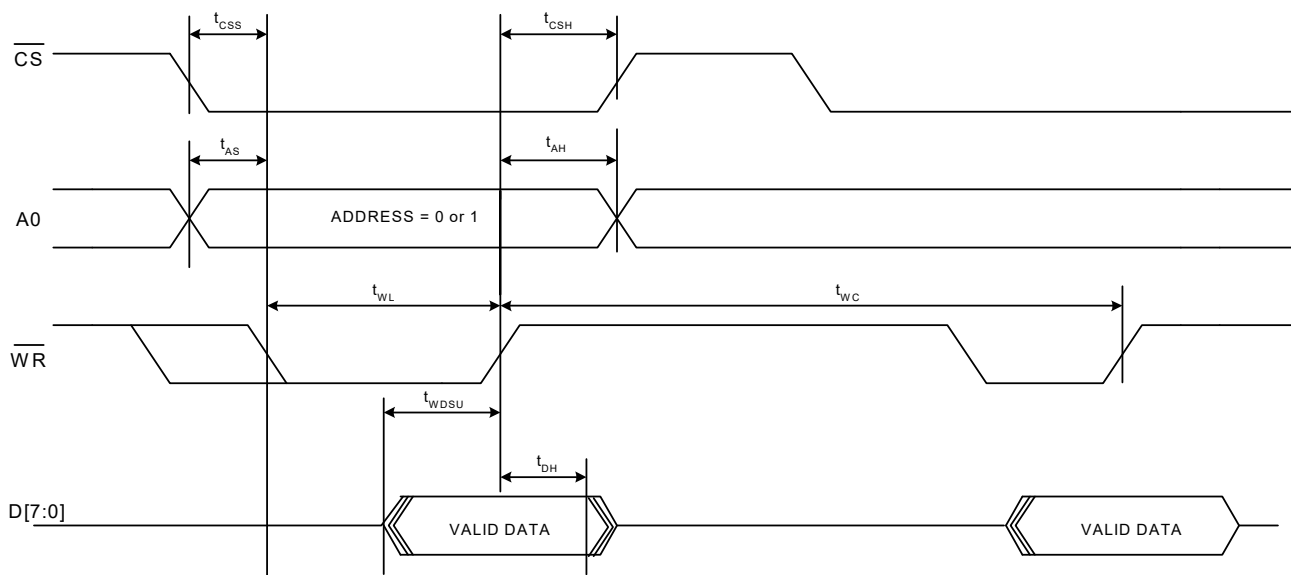 tCSS
tCSH
CS
tAS
tAH
A0
ADDRESS = 0 or 1
tWL
tWC
WR
tWDSU
tDH
D[7:0]
VALID DATA
VALID DATA